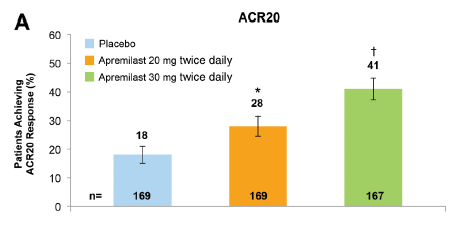 ACR20
A
Patients Achieving
ACR20 Response (%)
60
50
40
30
20
10
0
Placebo
Apremilast 20 mg twice daily
Apremilast 30 mg twice daily
18
*
28
†
41
n=
169
169
167